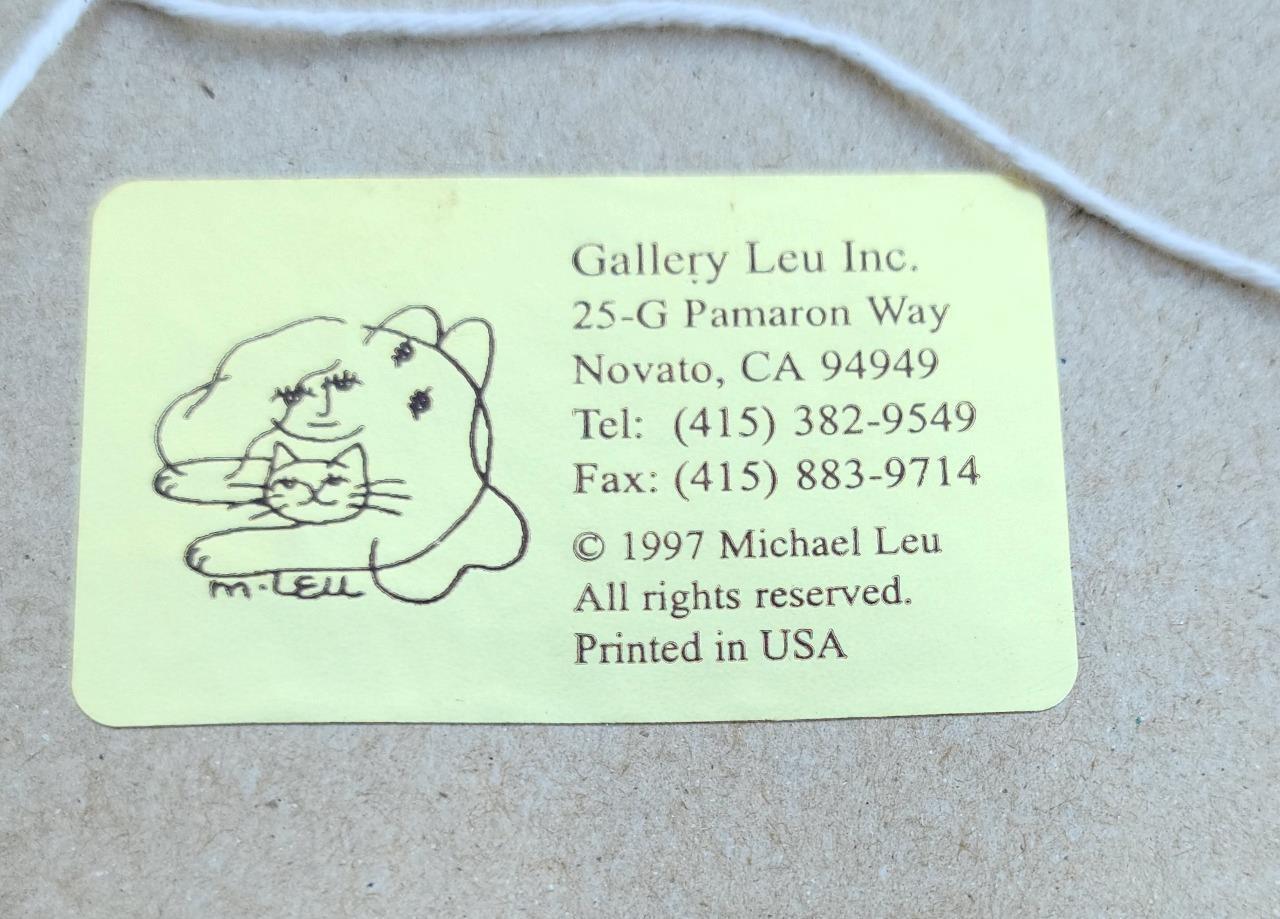 Gallery Leu Inc.
25-G Pamaron Way
Novato, CA 94949
Tel: (415) 382-9549
Fax: (415) 883-9714
© 1997 Michael Leu
All rights reserved.
Printed in USA
m. LEU